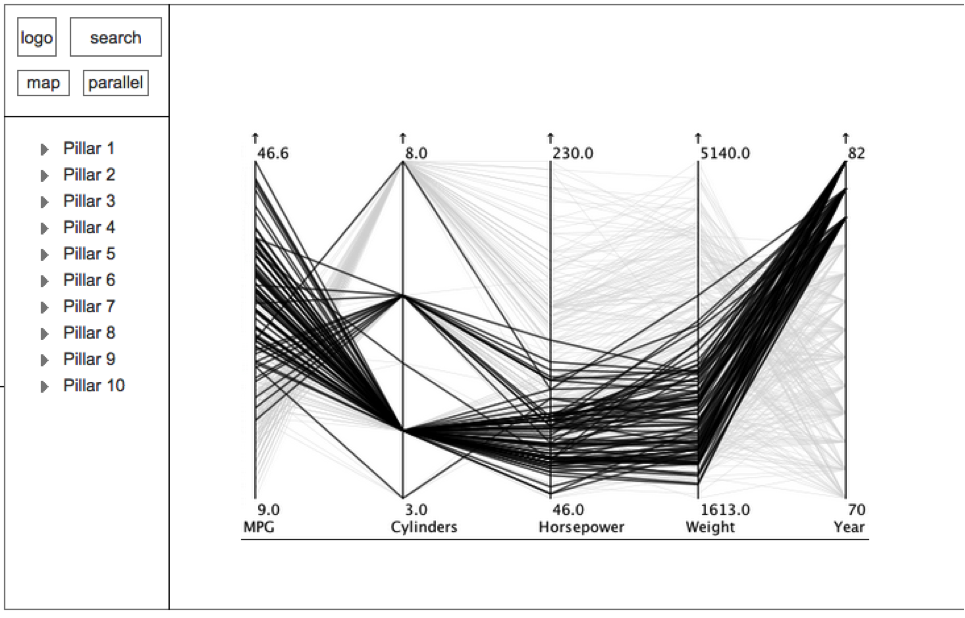 logo search
map parallel
Pillar 1
Pillar 2
Pillar 3
Pillar 4
Pillar 5
Pillar 6
Pillar 7
Pillar 8
Pillar 9
Pillar 10
46.6 8.0 230.0 5140.0 82
9.0 3.0 46.0 1613.0 70
MPG Cylinders Horsepower Weight Year